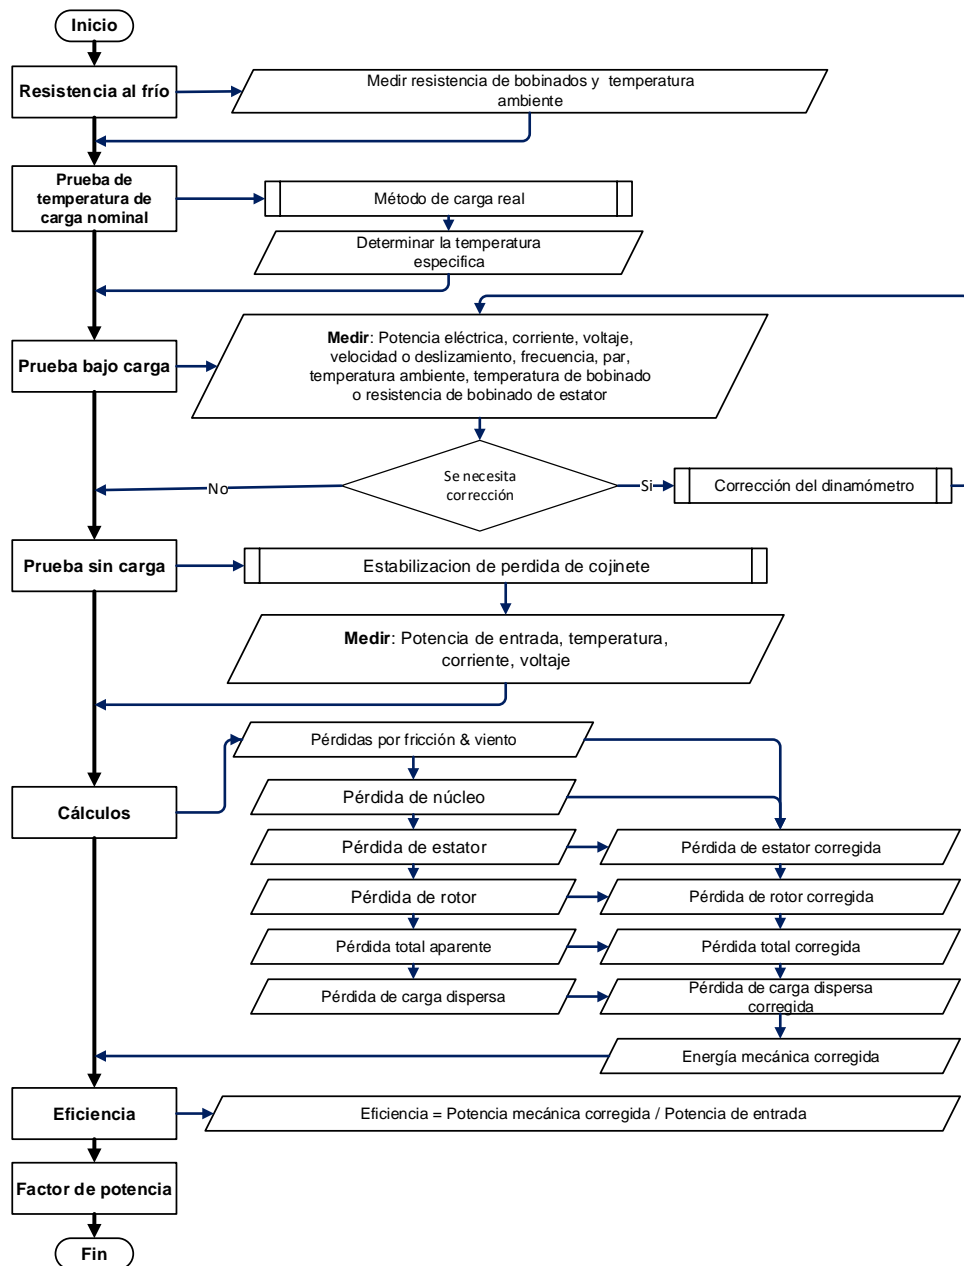 Inicio
Resistencia al frío
Medir resistencia de bobinados y temperatura
ambiente
Prueba de
temperatura de
carga nominal
Método de carga real
Determinar la temperatura
especifica
Prueba bajo carga
Medir: Potencia eléctrica, corriente, voltaje,
velocidad o deslizamiento, frecuencia, par,
temperatura ambiente, temperatura de bobinado
o resistencia de bobinado de estator
Se necesita
corrección
No
Si
Corrección del dinamómetro
Prueba sin carga
Estabilizacion de perdida de cojinete
Medir: Potencia de entrada, temperatura,
corriente, voltaje
Cálculos
Pérdidas por fricción & viento
Pérdida de núcleo
Pérdida de estator
Pérdida de estator corregida
Pérdida de rotor
Pérdida de rotor corregida
Pérdida total aparente
Pérdida total corregida
Pérdida de carga dispersa
Pérdida de carga dispersa
corregida
Energía mecánica corregida
Eficiencia
Eficiencia = Potencia mecánica corregida / Potencia de entrada
Factor de potencia
Fin